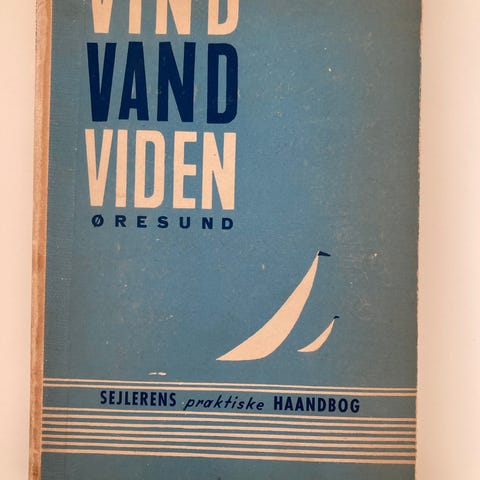 VIND
VAND
VIDEN
ØRESUND
SEJLERENS praktiske HAANDBOG